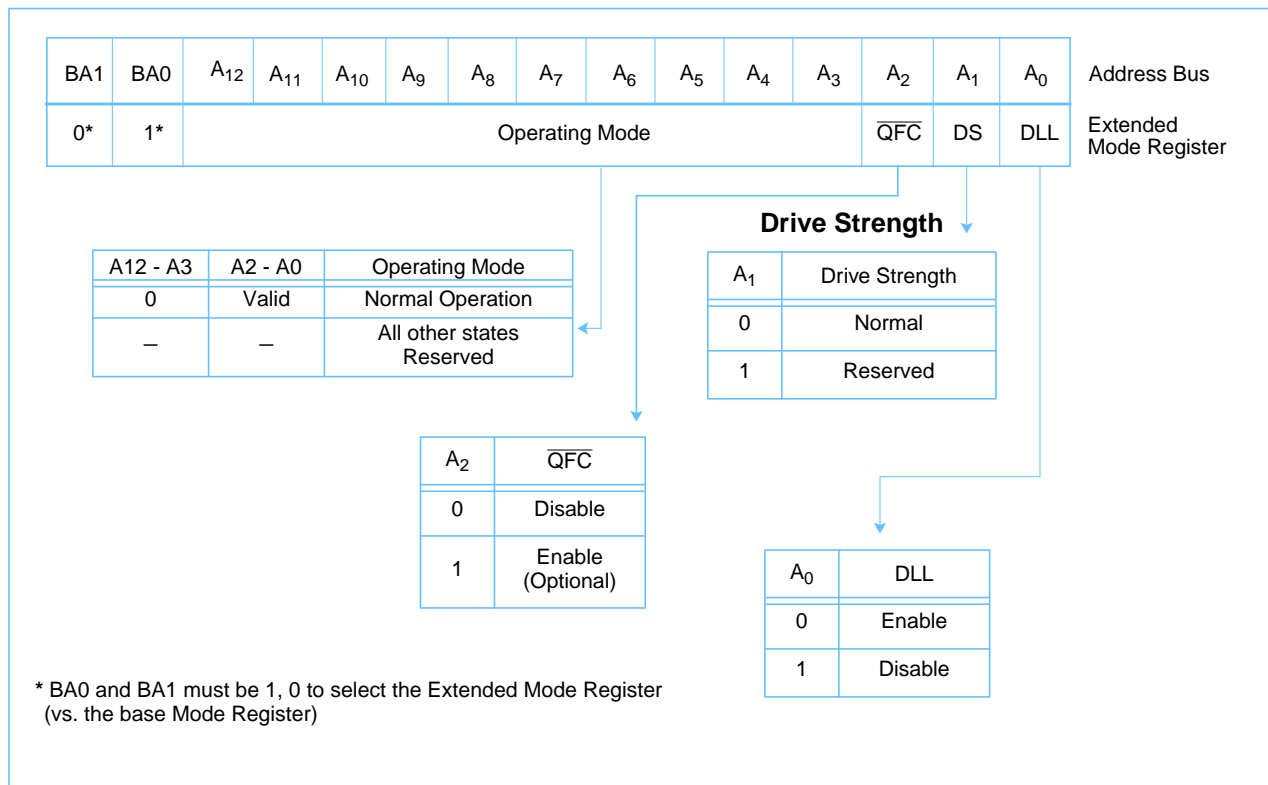 BA1 BA0 A12 A11 A10 A9 A8 A7 A6 A5 A4 A3 A2 A1 A0 Address Bus
0* 1* Operating Mode Q̅F̅C̅ DS DLL Extended
Mode Register
Drive Strength
A12 - A3 A2 - A0 Operating Mode
0 Valid Normal Operation
– – All other states
Reserved
A1 Drive Strength
0 Normal
1 Reserved
A2 Q̅F̅C̅
0 Disable
1 Enable
(Optional)
A0 DLL
0 Enable
1 Disable
* BA0 and BA1 must be 1, 0 to select the Extended Mode Register
(vs. the base Mode Register)